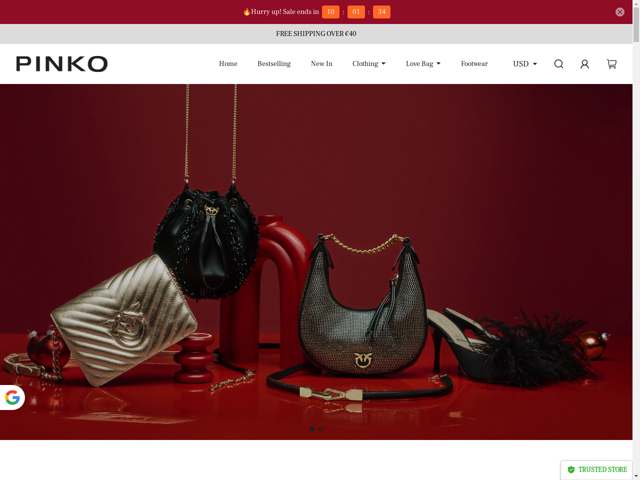 🔥Hurry up! Sale ends in 10 : 01 : 34
FREE SHIPPING OVER €40
PINKO
Home Bestselling New In Clothing Love Bag Footwear USD
TRUSTED STORE